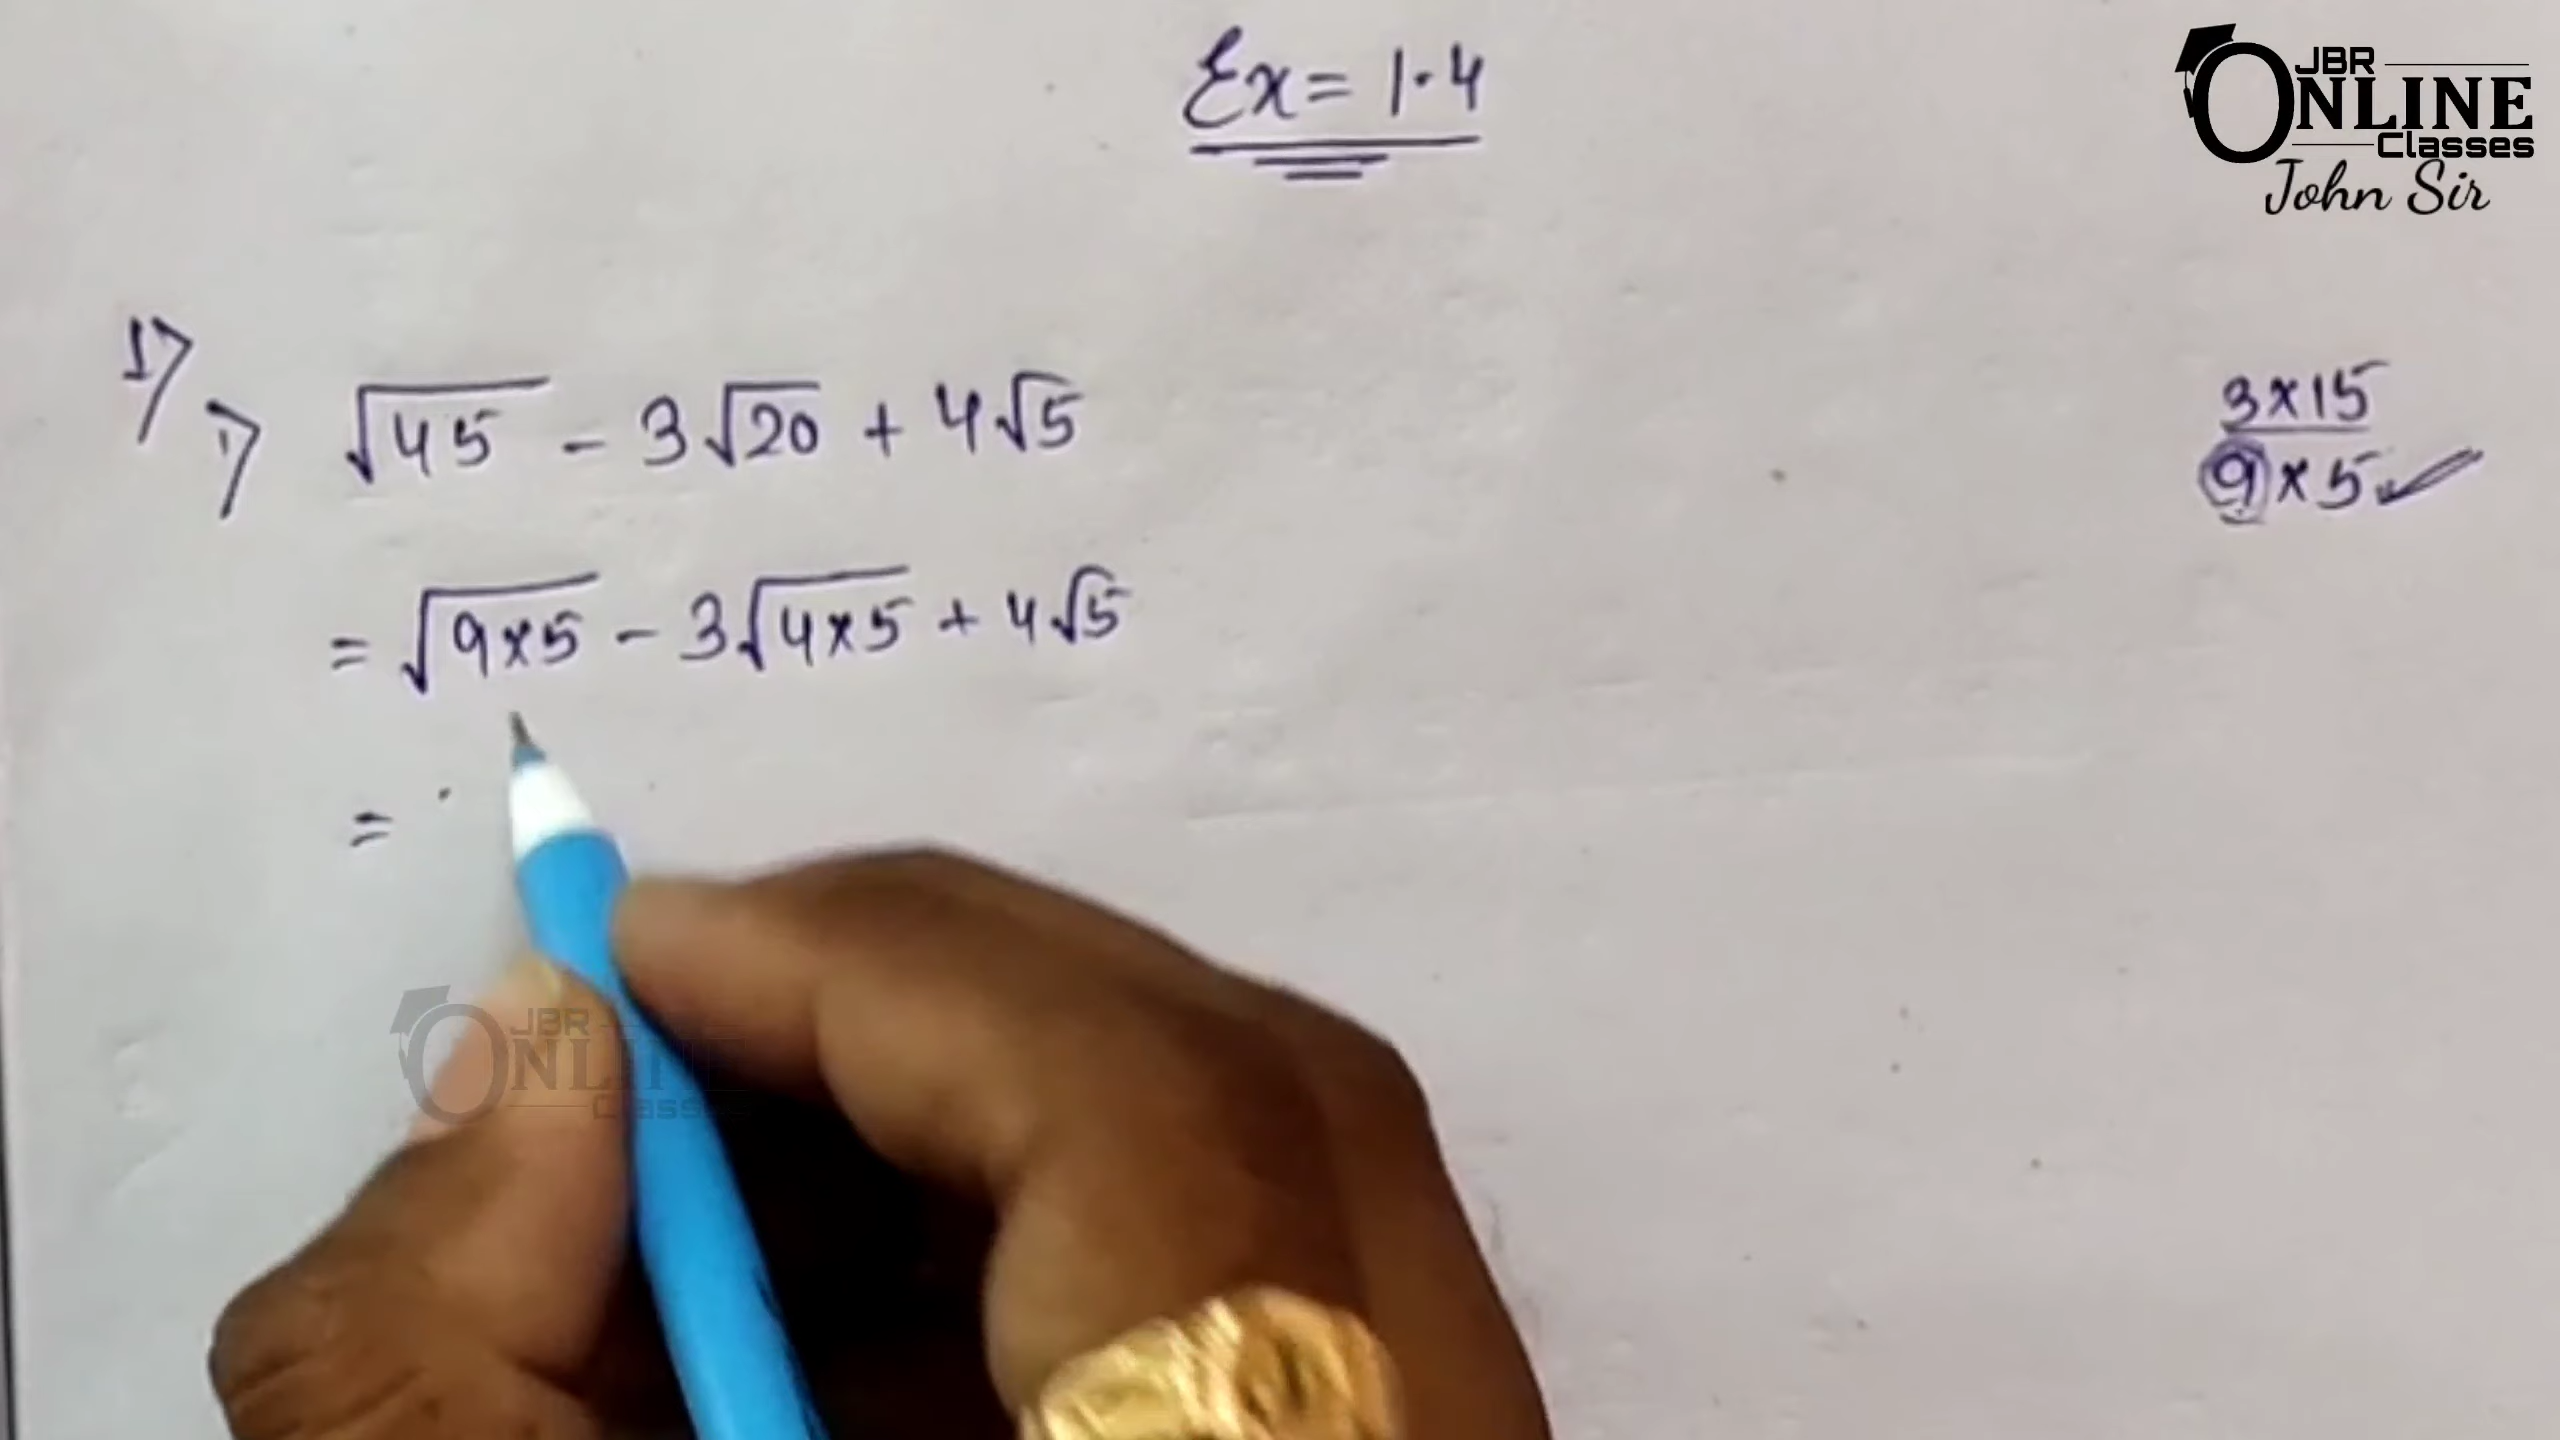 Ex = 1.4
JBR
ONLINE
Classes
John Sir
1)
i) √45 - 3√20 + 4√5
3×15
9×5✓
= √9×5 - 3√4×5 + 4√5
=
JBR
ONLINE
Classes